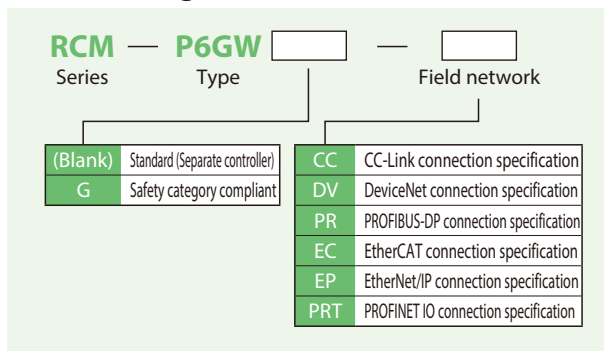 RCM — P6GW — 
Series Type Field network
(Blank) Standard (Separate controller)
G Safety category compliant
CC CC-Link connection specification
DV DeviceNet connection specification
PR PROFIBUS-DP connection specification
EC EtherCAT connection specification
EP EtherNet/IP connection specification
PRT PROFINET IO connection specification